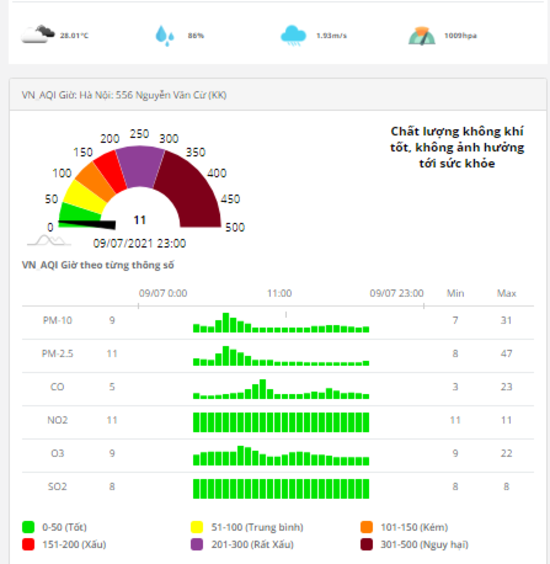 28.01°C 86% 1.93m/s 1009hpa
VN_AQI Giờ: Hà Nội: 556 Nguyễn Văn Cừ (KK)
Chất lượng không khí
tốt, không ảnh hưởng
tới sức khỏe
0 50 100 150 200 250 300 350 400 450 500
11
09/07/2021 23:00
VN_AQI Giờ theo từng thông số
09/07 0:00 11:00 09/07 23:00 Min Max
PM-10 9 7 31
PM-2.5 11 8 47
CO 5 3 23
NO2 11 11 11
O3 9 9 22
SO2 8 8 8
0-50 (Tốt) 51-100 (Trung bình) 101-150 (Kém)
151-200 (Xấu) 201-300 (Rất Xấu) 301-500 (Nguy hại)